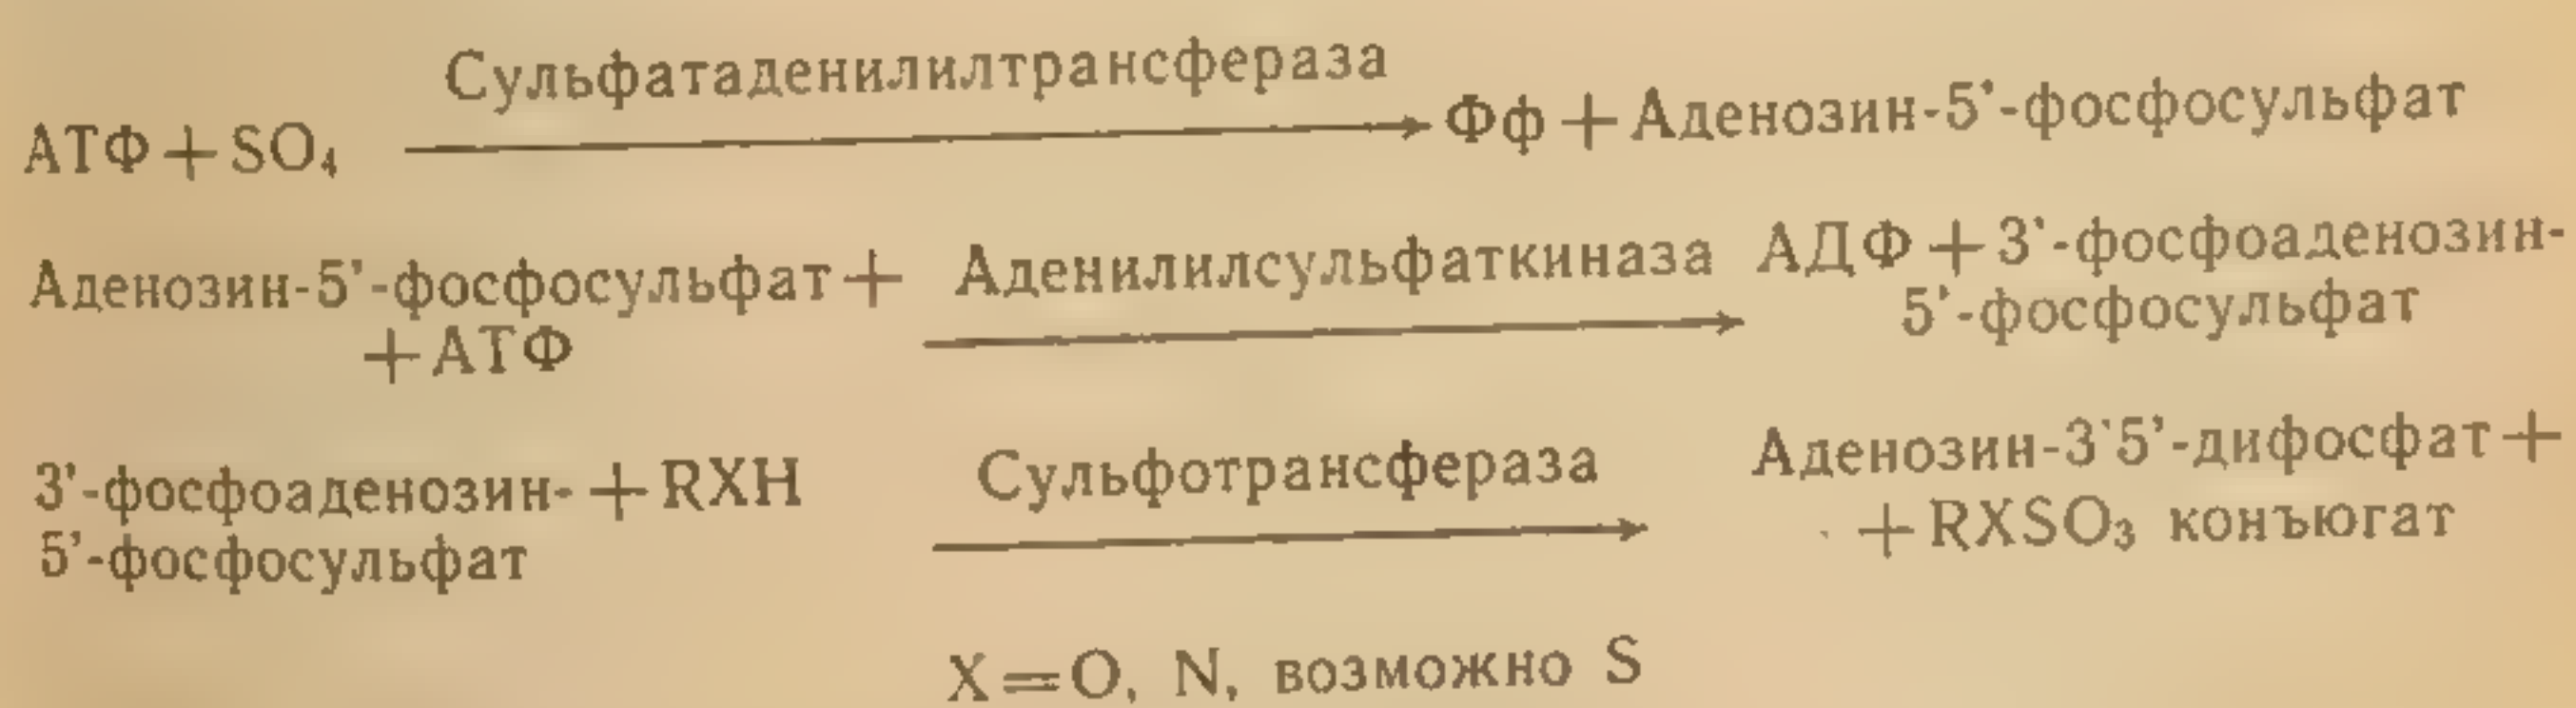 Сульфатаденилилтрансфераза
АТФ + SO₄ → Фф + Аденозин-5'-фосфосульфат
Аденозин-5'-фосфосульфат + Аденилилсульфаткиназа АДФ + 3'-фосфоаденозин-
+ АТФ → 5'-фосфосульфат
3'-фосфоаденозин- + RXH Сульфотрансфераза Аденозин-3'5'-дифосфат +
5'-фосфосульфат → + RXSO₃ конъюгат
X = O, N, возможно S